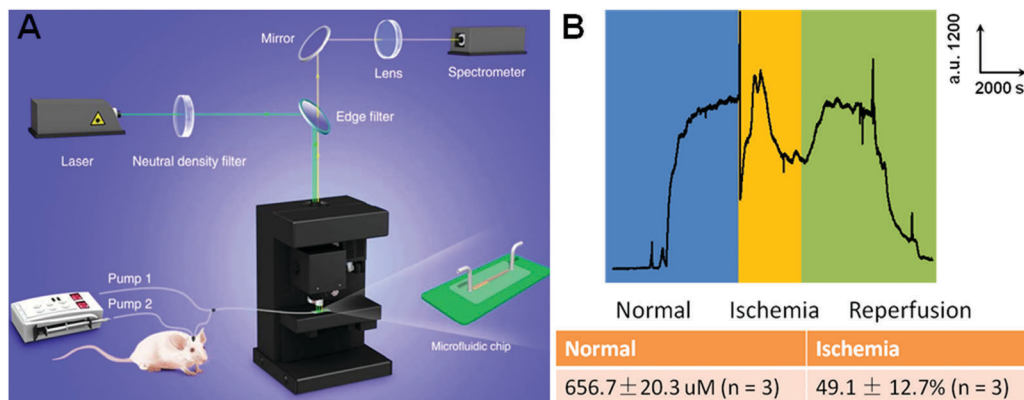 A
Mirror
Lens
Spectrometer
Edge filter
Laser
Neutral density filter
Pump 1
Pump 2
Microfluidic chip
B
a.u. 1200
2000 s
Normal
Ischemia
Reperfusion
Normal Ischemia
656.7±20.3 uM (n = 3) 49.1 ± 12.7% (n = 3)